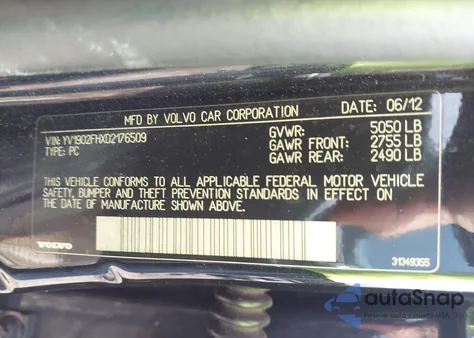 MFD BY VOLVO CAR CORPORATION DATE: 06/12
VIN: YV1902FHXD2176509 GVWR: 5050 LB
TYPE: PC GAWR FRONT: 2755 LB
GAWR REAR: 2490 LB
THIS VEHICLE CONFORMS TO ALL APPLICABLE FEDERAL MOTOR VEHICLE
SAFETY, BUMPER AND THEFT PREVENTION STANDARDS IN EFFECT ON
THE DATE OF MANUFACTURE SHOWN ABOVE.
VOLVO 31349355
autoSnap